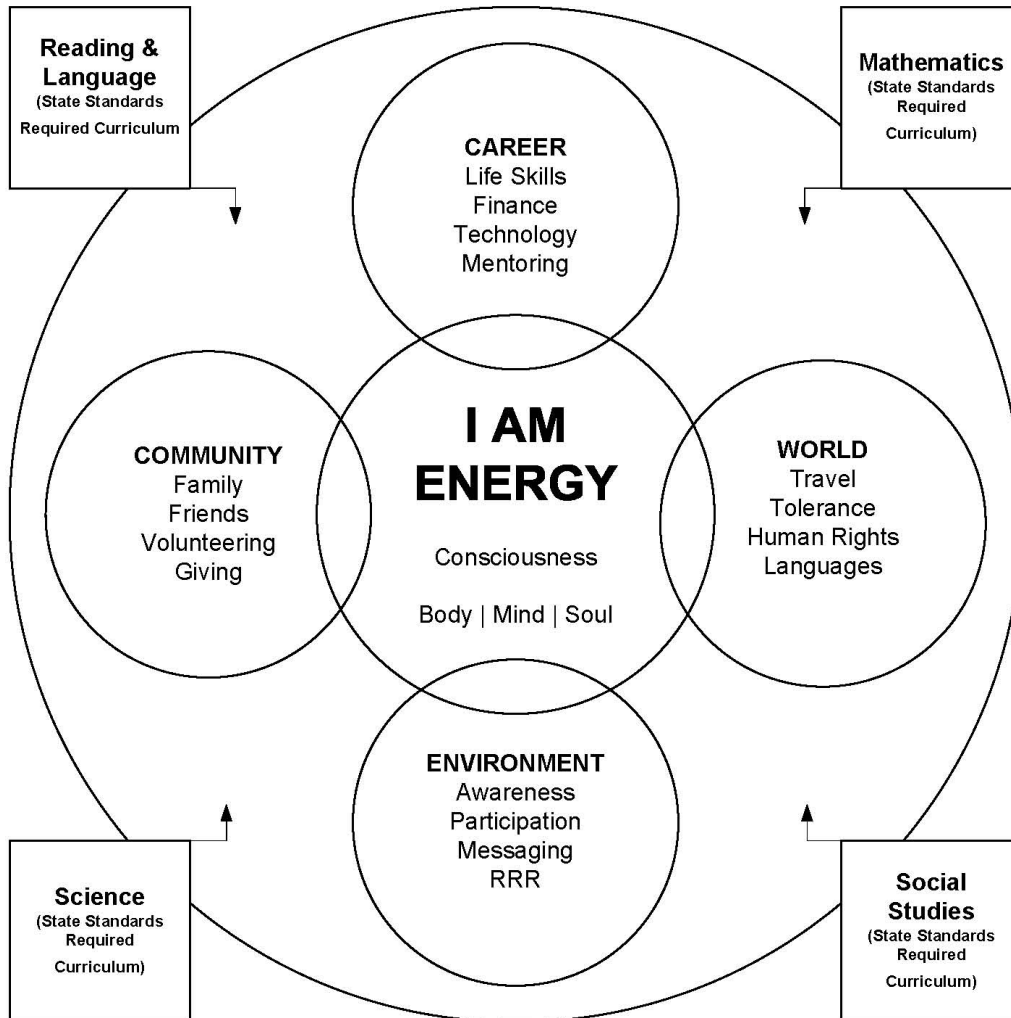 Reading &
Language
(State Standards
Required Curriculum
Mathematics
(State Standards
Required
Curriculum)
CAREER
Life Skills
Finance
Technology
Mentoring
COMMUNITY
Family
Friends
Volunteering
Giving
I AM
ENERGY
Consciousness
Body | Mind | Soul
WORLD
Travel
Tolerance
Human Rights
Languages
ENVIRONMENT
Awareness
Participation
Messaging
RRR
Science
(State Standards
Required
Curriculum)
Social
Studies
(State Standards
Required
Curriculum)